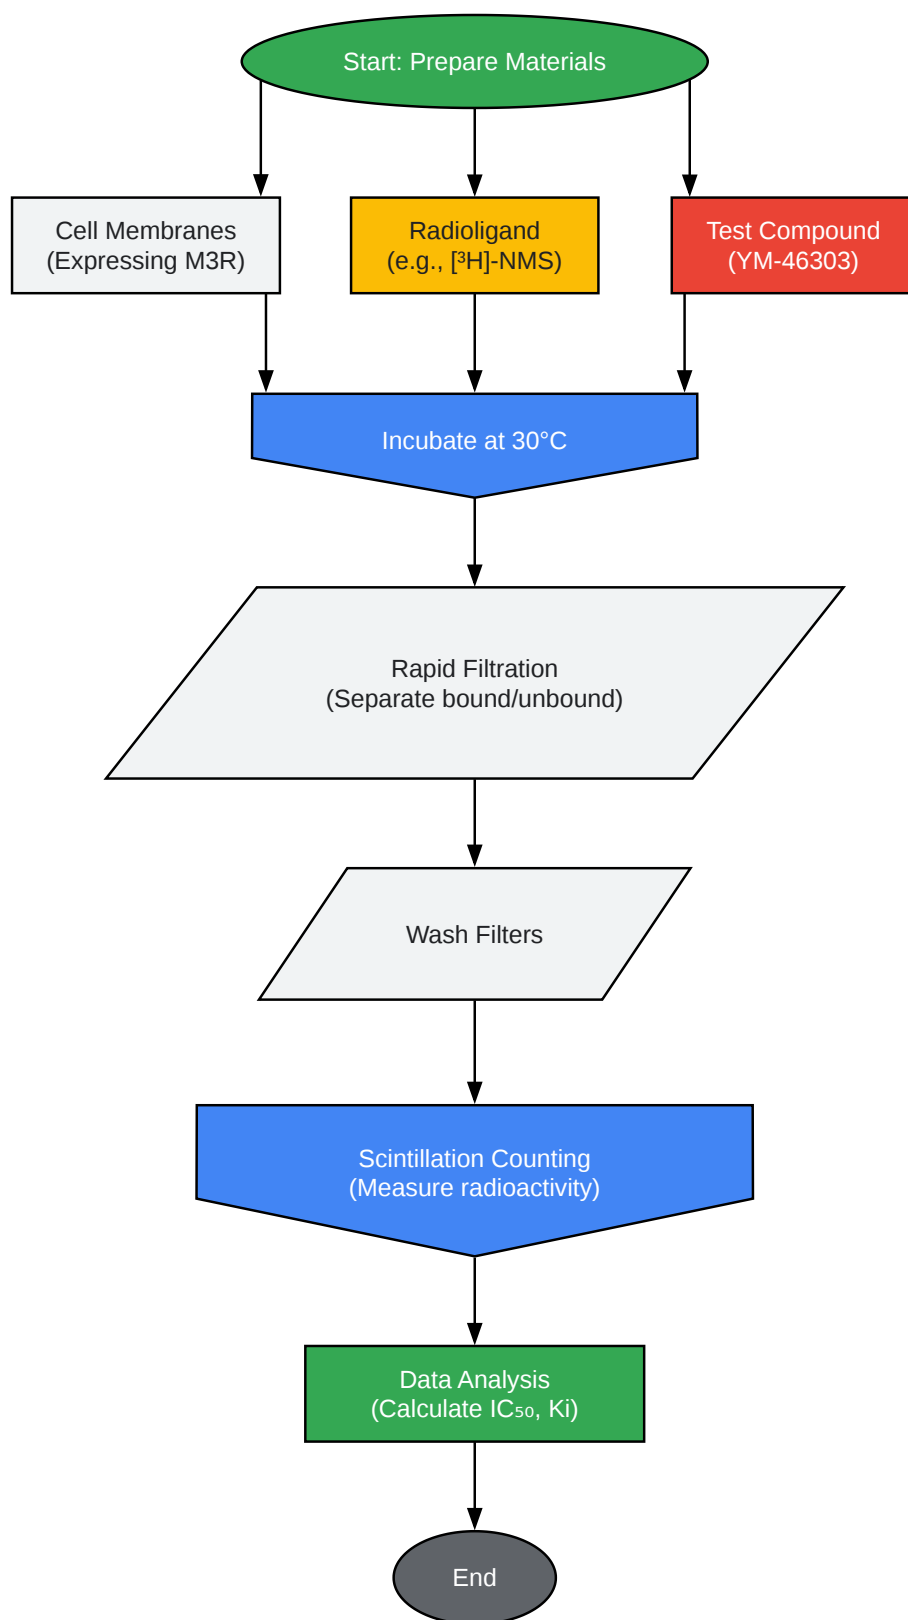 Start: Prepare Materials
Cell Membranes
(Expressing M3R)
Radioligand
(e.g., [³H]-NMS)
Test Compound
(YM-46303)
Incubate at 30°C
Rapid Filtration
(Separate bound/unbound)
Wash Filters
Scintillation Counting
(Measure radioactivity)
Data Analysis
(Calculate IC₅₀, Ki)
End